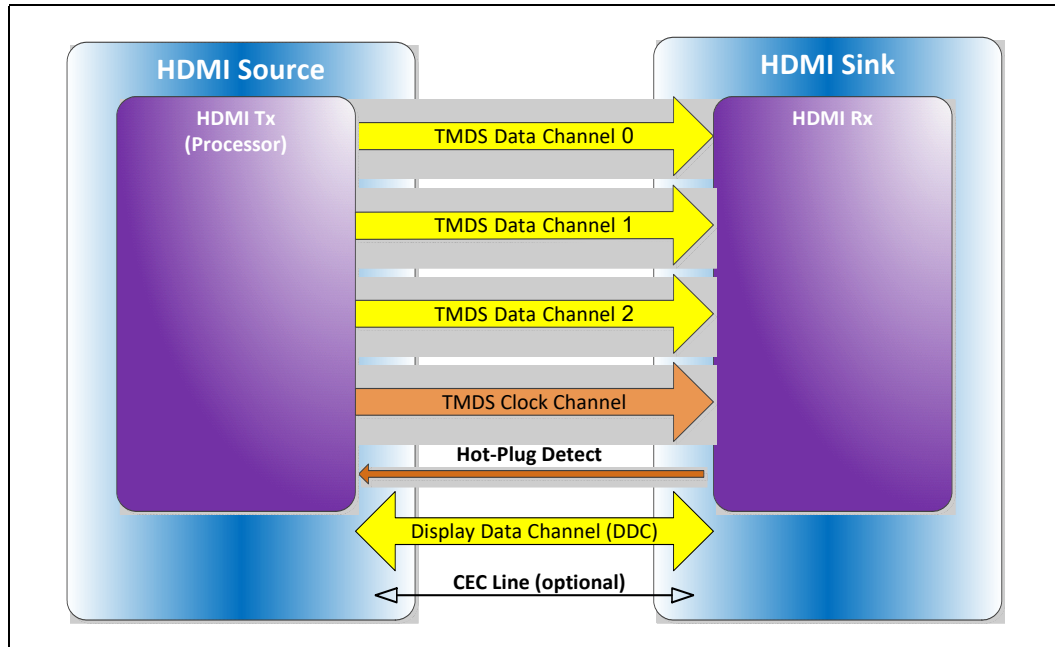 HDMI Source
HDMI Sink
HDMI Tx
(Processor)
HDMI Rx
TMDS Data Channel 0
TMDS Data Channel 1
TMDS Data Channel 2
TMDS Clock Channel
Hot-Plug Detect
Display Data Channel (DDC)
CEC Line (optional)